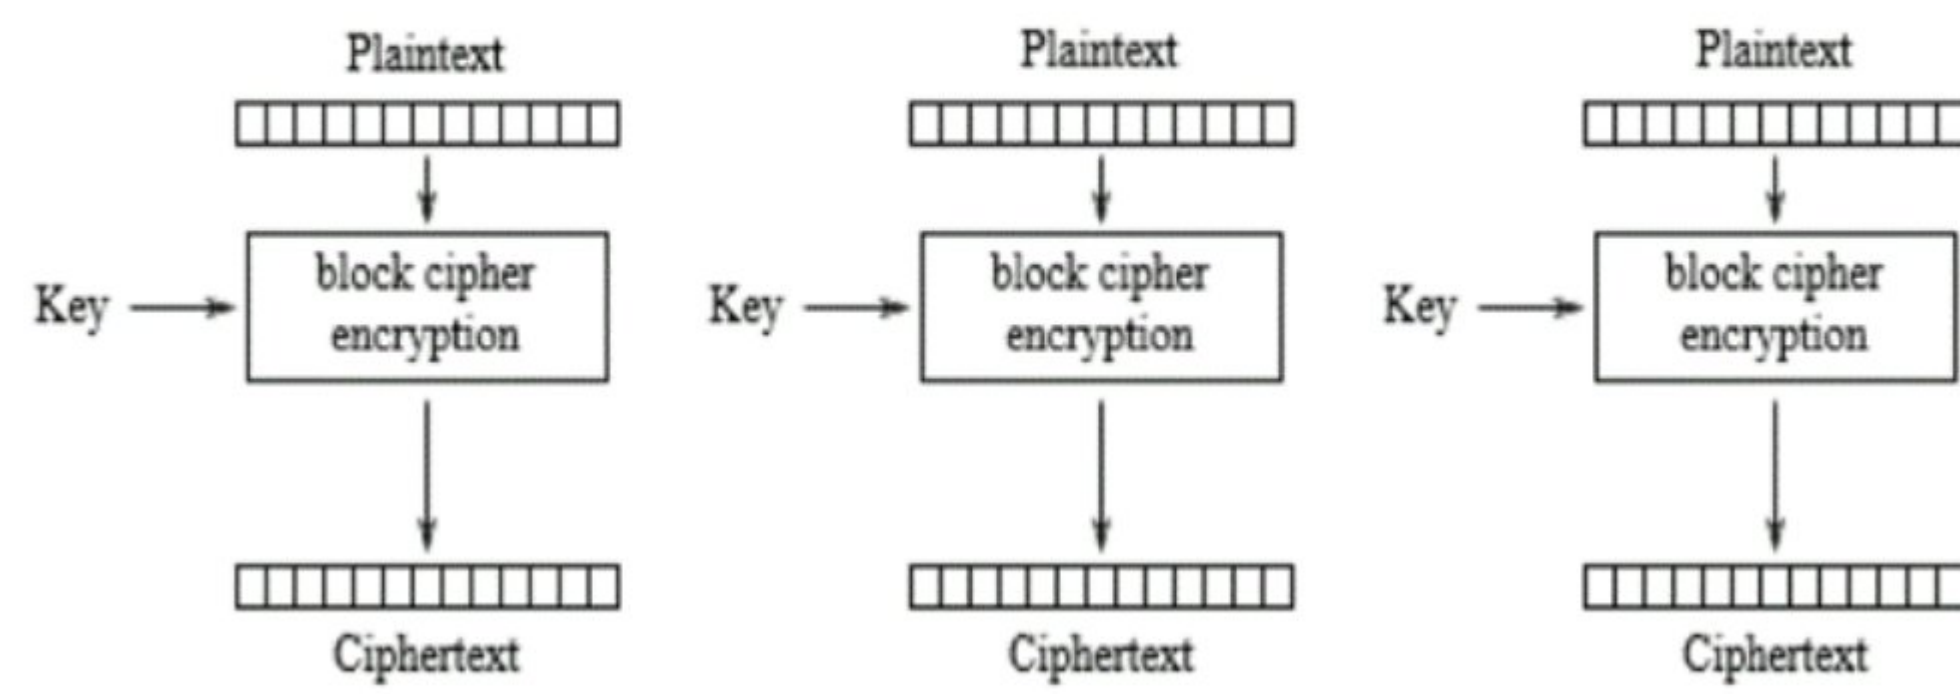 Plaintext Plaintext Plaintext
block cipher block cipher block cipher
Key Key Key
encryption encryption encryption
Ciphertext Ciphertext Ciphertext